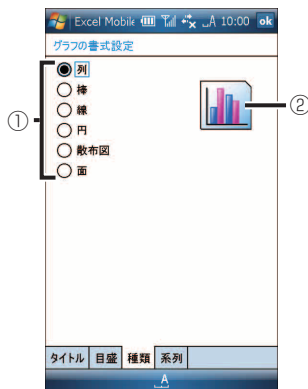 Excel Mobile A 10:00 ok
グラフの書式設定
①
列
棒
線
円
散布図
面
②
タイトル 目盛 種類 系列
A